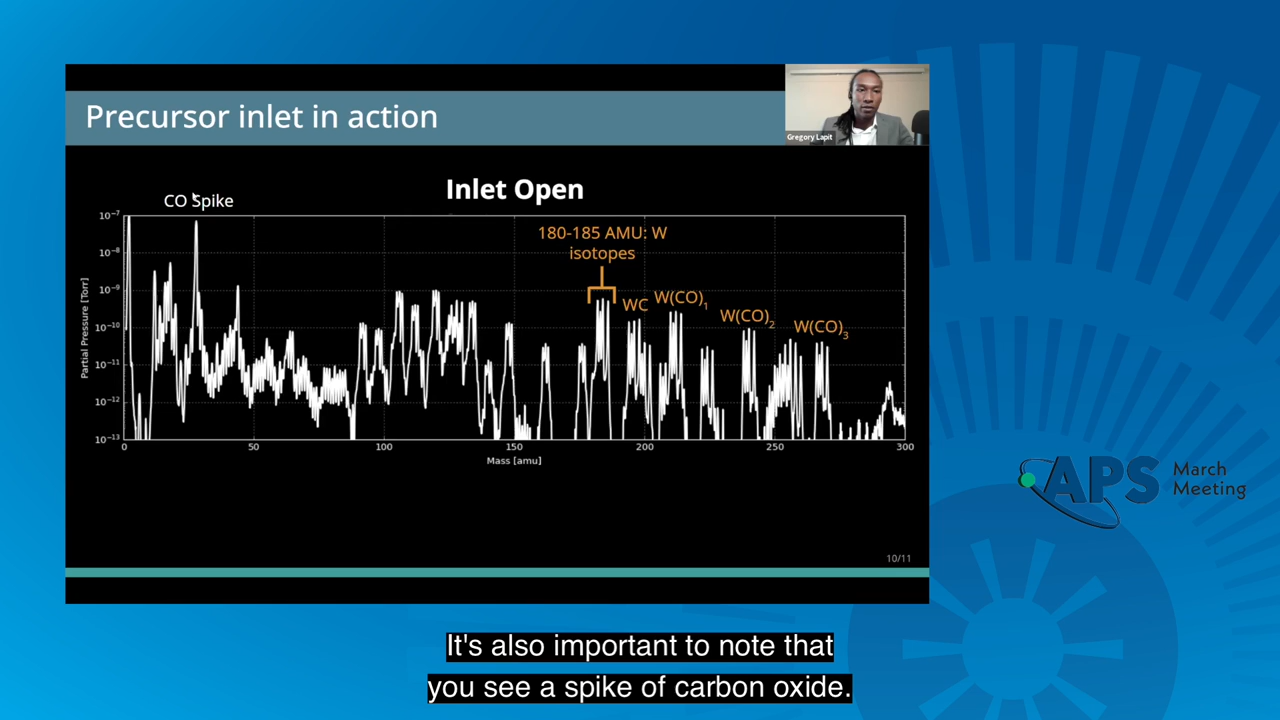 Precursor inlet in action
Gregory Lapit
Inlet Open
CO Spike
180-185 AMU: W
isotopes
WC
W(CO)1
W(CO)2
W(CO)3
Partial Pressure [Torr]
10⁻⁷
10⁻⁸
10⁻⁹
10⁻¹⁰
10⁻¹¹
10⁻¹²
10⁻¹³
0 50 100 150 200 250 300
Mass [amu]
10/11
APS March
Meeting
It's also important to note that
you see a spike of carbon oxide.